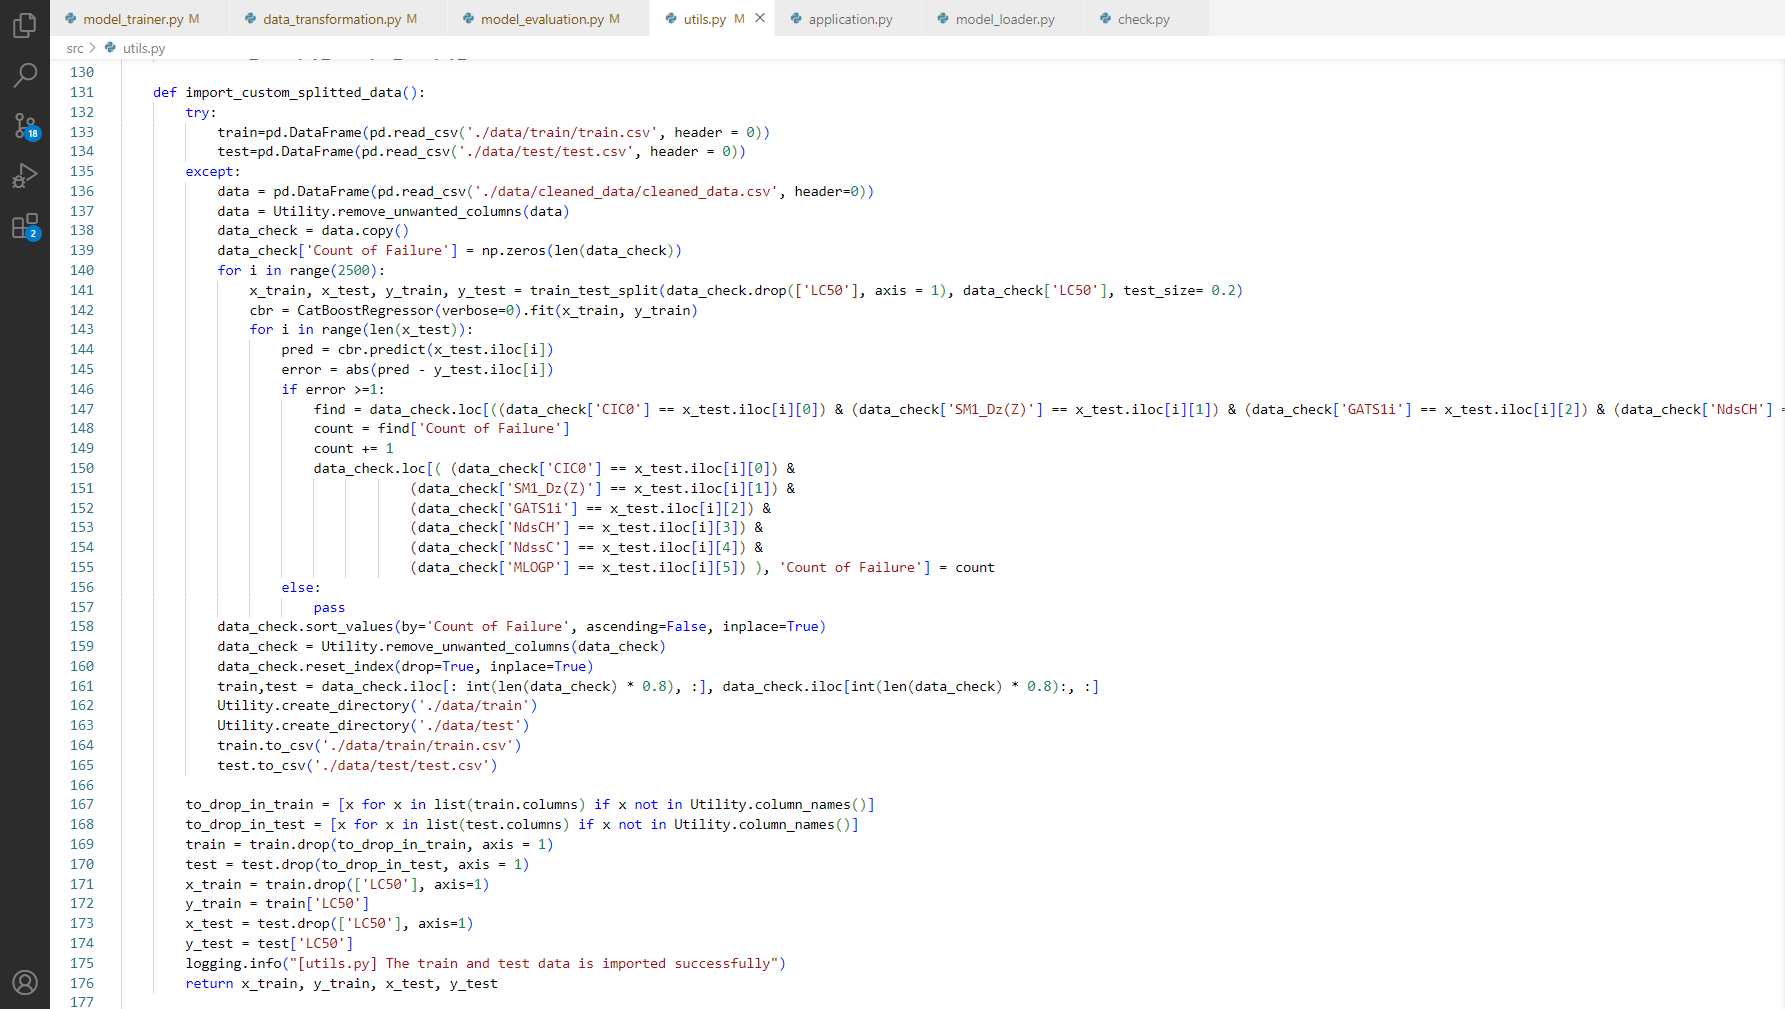 model_trainer.py M
data_transformation.py M
model_evaluation.py M
utils.py M
application.py
model_loader.py
check.py
src > utils.py
18
2
130
131 def import_custom_splitted_data():
132 try:
133 train=pd.DataFrame(pd.read_csv('./data/train/train.csv', header = 0))
134 test=pd.DataFrame(pd.read_csv('./data/test/test.csv', header = 0))
135 except:
136 data = pd.DataFrame(pd.read_csv('./data/cleaned_data/cleaned_data.csv', header=0))
137 data = Utility.remove_unwanted_columns(data)
138 data_check = data.copy()
139 data_check['Count of Failure'] = np.zeros(len(data_check))
140 for i in range(2500):
141 x_train, x_test, y_train, y_test = train_test_split(data_check.drop(['LC50'], axis = 1), data_check['LC50'], test_size= 0.2)
142 cbr = CatBoostRegressor(verbose=0).fit(x_train, y_train)
143 for i in range(len(x_test)):
144 pred = cbr.predict(x_test.iloc[i])
145 error = abs(pred - y_test.iloc[i])
146 if error >=1:
147 find = data_check.loc[((data_check['CIC0'] == x_test.iloc[i][0]) & (data_check['SM1_Dz(Z)'] == x_test.iloc[i][1]) & (data_check['GATS1i'] == x_test.iloc[i][2]) & (data_check['NdsCH'] =
148 count = find['Count of Failure']
149 count += 1
150 data_check.loc[( (data_check['CIC0'] == x_test.iloc[i][0]) &
151 (data_check['SM1_Dz(Z)'] == x_test.iloc[i][1]) &
152 (data_check['GATS1i'] == x_test.iloc[i][2]) &
153 (data_check['NdsCH'] == x_test.iloc[i][3]) &
154 (data_check['NdssC'] == x_test.iloc[i][4]) &
155 (data_check['MLOGP'] == x_test.iloc[i][5]) ), 'Count of Failure'] = count
156 else:
157 pass
158 data_check.sort_values(by='Count of Failure', ascending=False, inplace=True)
159 data_check = Utility.remove_unwanted_columns(data_check)
160 data_check.reset_index(drop=True, inplace=True)
161 train,test = data_check.iloc[: int(len(data_check) * 0.8), :], data_check.iloc[int(len(data_check) * 0.8):, :]
162 Utility.create_directory('./data/train')
163 Utility.create_directory('./data/test')
164 train.to_csv('./data/train/train.csv')
165 test.to_csv('./data/test/test.csv')
166
167 to_drop_in_train = [x for x in list(train.columns) if x not in Utility.column_names()]
168 to_drop_in_test = [x for x in list(test.columns) if x not in Utility.column_names()]
169 train = train.drop(to_drop_in_train, axis = 1)
170 test = test.drop(to_drop_in_test, axis = 1)
171 x_train = train.drop(['LC50'], axis=1)
172 y_train = train['LC50']
173 x_test = test.drop(['LC50'], axis=1)
174 y_test = test['LC50']
175 logging.info("[utils.py] The train and test data is imported successfully")
176 return x_train, y_train, x_test, y_test
177